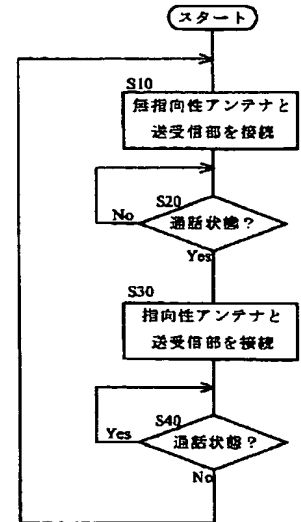 スタート
S10
無指向性アンテナと
送受信部を接続
S20
通話状態？
No
Yes
S30
指向性アンテナと
送受信部を接続
S40
通話状態？
Yes
No